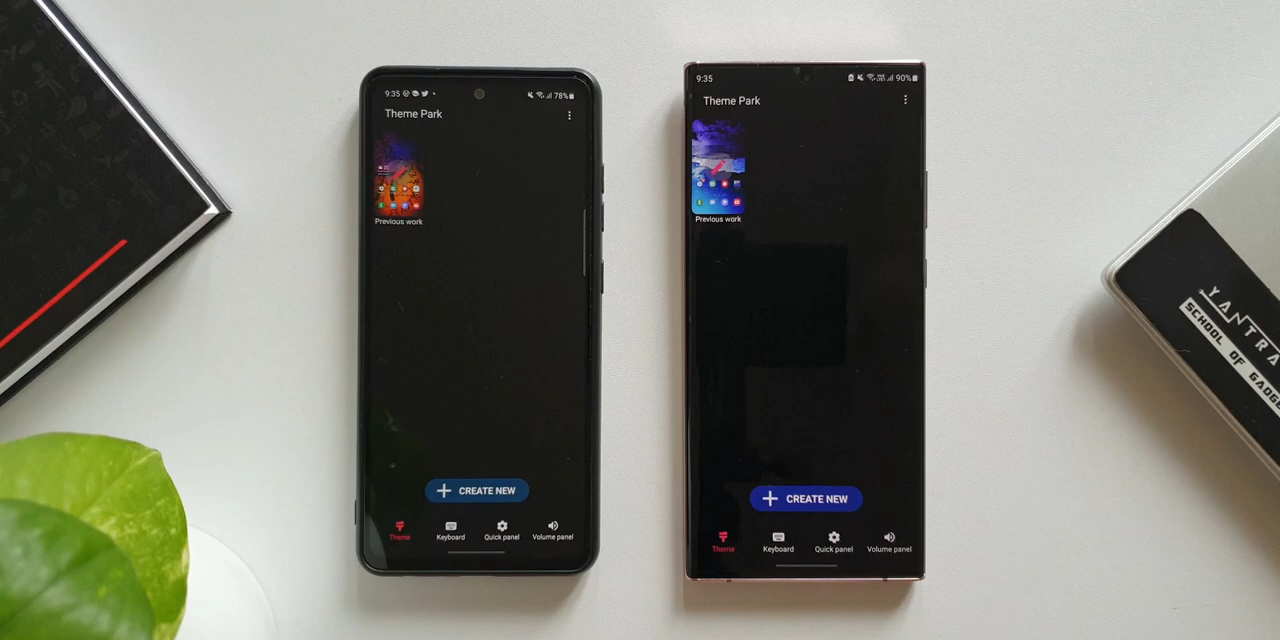 9:35
78%
Theme Park
Previous work
CREATE NEW
Theme
Keyboard
Quick panel
Volume panel
9:35
90%
Theme Park
Previous work
CREATE NEW
Theme
Keyboard
Quick panel
Volume panel
YANTRA
SCHOOL OF GADGE